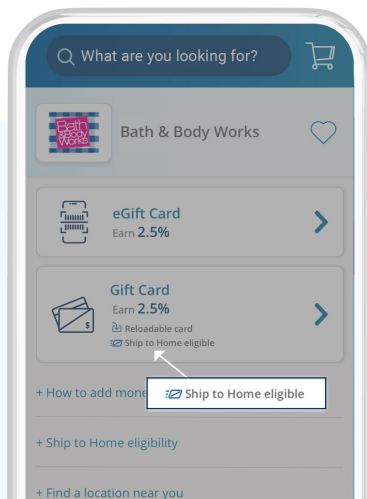 What are you looking for?
Bath
& Body
Works
Bath & Body Works
eGift Card
Earn 2.5%
Gift Card
Earn 2.5%
$
Reloadable card
Ship to Home eligible
+ How to add mone
Ship to Home eligible
+ Ship to Home eligibility
+ Find a location near you